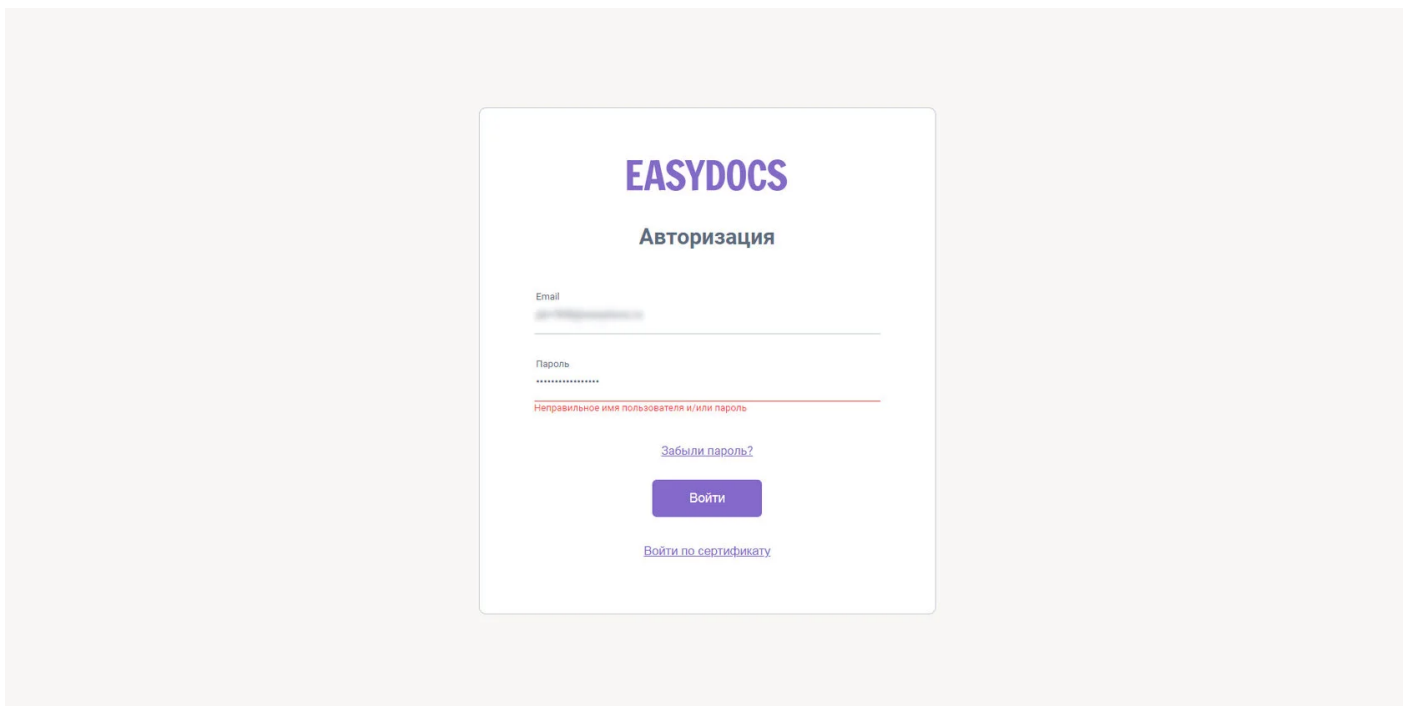 EASYDOCS
Авторизация
Email
Пароль
Неправильное имя пользователя и/или пароль
Забыли пароль?
Войти
Войти по сертификату